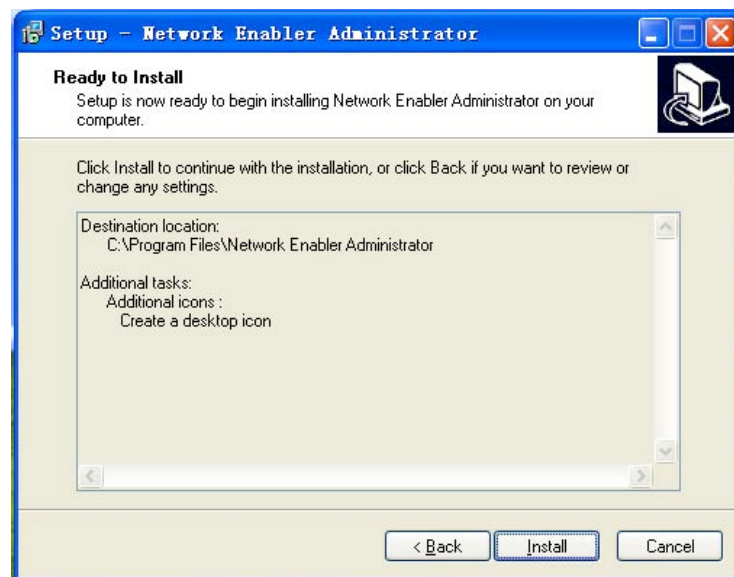 Setup - Network Enabler Administrator
Ready to Install
Setup is now ready to begin installing Network Enabler Administrator on your
computer.
Click Install to continue with the installation, or click Back if you want to review or
change any settings.
Destination location:
C:\Program Files\Network Enabler Administrator
Additional tasks:
Additional icons :
Create a desktop icon
< Back
Install
Cancel